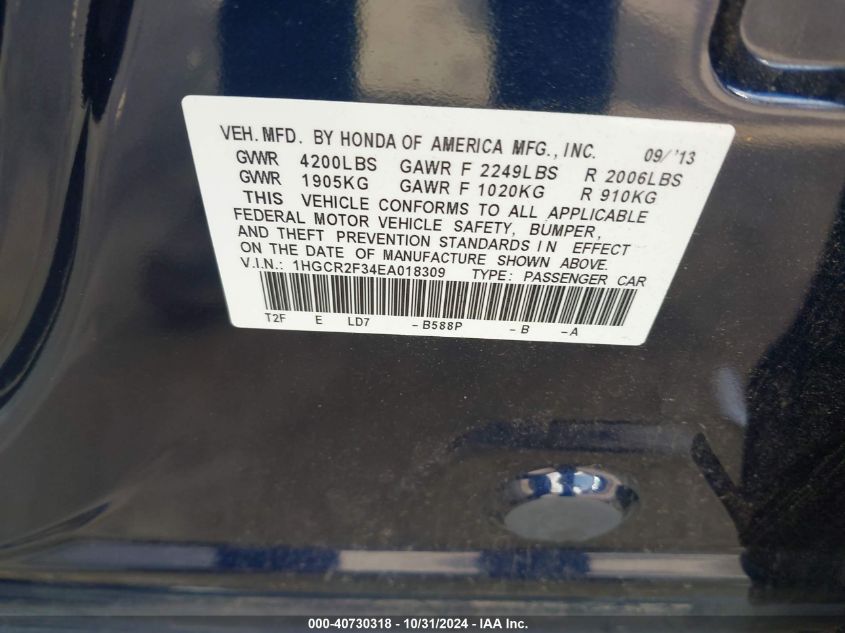 VEH. MFD. BY HONDA OF AMERICA MFG., INC. 09/ '13
GVWR 4200LBS GAWR F 2249LBS R 2006LBS
GVWR 1905KG GAWR F 1020KG R 910KG
THIS VEHICLE CONFORMS TO ALL APPLICABLE
FEDERAL MOTOR VEHICLE SAFETY, BUMPER,
AND THEFT PREVENTION STANDARDS IN EFFECT
ON THE DATE OF MANUFACTURE SHOWN ABOVE.
V.I.N.: 1HGCR2F34EA018309 TYPE: PASSENGER CAR
T2F E LD7 -B588P -B -A
000-40730318 - 10/31/2024 - IAA Inc.